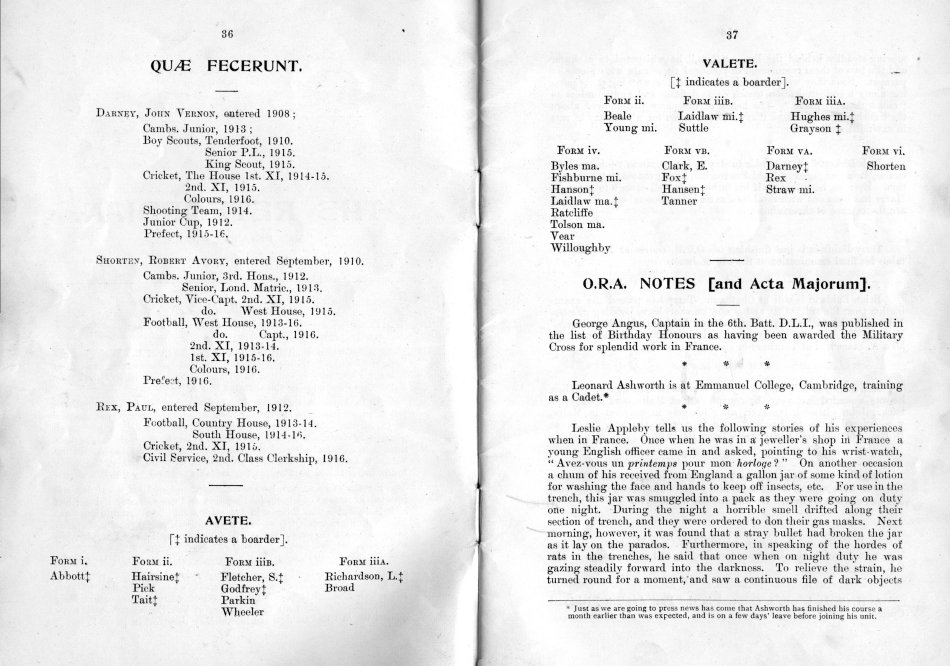 36
QUÆ FECERUNT.
DARNEY, JOHN VERNON, entered 1908 ;
Cambs. Junior, 1913 ;
Boy Scouts, Tenderfoot, 1910.
Senior P.L., 1915.
King Scout, 1915.
Cricket, The House 1st. XI, 1914-15.
2nd. XI, 1915.
Colours, 1916.
Shooting Team, 1914.
Junior Cup, 1912.
Prefect, 1915-16.
SHORTEN, ROBERT AVORY, entered September, 1910.
Cambs. Junior, 3rd. Hons., 1912.
Senior, Lond. Matric., 1913.
Cricket, Vice-Capt. 2nd. XI, 1915.
do. West House, 1915.
Football, West House, 1913-16.
do. Capt., 1916.
2nd. XI, 1913-14.
1st. XI, 1915-16.
Colours, 1916.
Prefect, 1916.
REX, PAUL, entered September, 1912.
Football, Country House, 1913-14.
South House, 1914-16.
Cricket, 2nd. XI, 1915.
Civil Service, 2nd. Class Clerkship, 1916.
AVETE.
[‡ indicates a boarder].
FORM i. FORM ii. FORM iiiB. FORM iiiA.
Abbott‡ Hairsine‡ Fletcher, S.‡ Richardson, L.‡
Pick Godfrey‡ Broad
Tait‡ Parkin
Wheeler
37
VALETE.
[‡ indicates a boarder].
FORM ii. FORM iiiB. FORM iiiA.
Beale Laidlaw mi.‡ Hughes mi.‡
Young mi. Suttle Grayson ‡
FORM iv. FORM vB. FORM vA. FORM vi.
Byles ma. Clark, E. Darney‡ Shorten
Fishburne mi. Fox‡ Rex
Hanson‡ Hansen‡ Straw mi.
Laidlaw ma.‡ Tanner
Ratcliffe
Tolson ma.
Vear
Willoughby
O.R.A. NOTES [and Acta Majorum].
George Angus, Captain in the 6th. Batt. D.L.I., was published in
the list of Birthday Honours as having been awarded the Military
Cross for splendid work in France.
* * *
Leonard Ashworth is at Emmanuel College, Cambridge, training
as a Cadet.*
* * *
Leslie Appleby tells us the following stories of his experiences
when in France. Once when he was in a jeweller's shop in France a
young English officer came in and asked, pointing to his wrist-watch,
" Avez-vous un printemps pour mon horloge ? " On another occasion
a chum of his received from England a gallon jar of some kind of lotion
for washing the face and hands to keep off insects, etc. For use in the
trench, this jar was smuggled into a pack as they were going on duty
one night. During the night a horrible smell drifted along their
section of trench, and they were ordered to don their gas masks. Next
morning, however, it was found that a stray bullet had broken the jar
as it lay on the parados. Furthermore, in speaking of the hordes of
rats in the trenches, he said that once when on night duty he was
gazing steadily forward into the darkness. To relieve the strain, he
turned round for a moment, and saw a continuous file of dark objects
* Just as we are going to press news has come that Ashworth has finished his course a
month earlier than was expected, and is on a few days' leave before joining his unit.